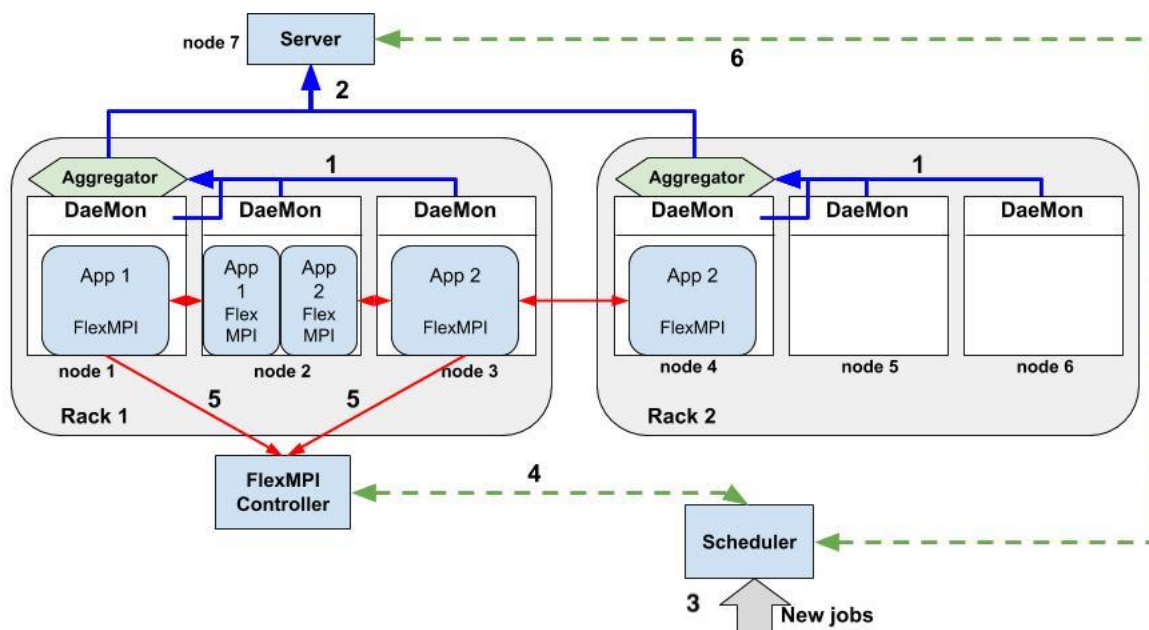 node 7
Server
6
2
Aggregator
1
Aggregator
1
DaeMon
DaeMon
DaeMon
DaeMon
DaeMon
DaeMon
App 1
FlexMPI
App
1
Flex
MPI
App
2
Flex
MPI
App 2
FlexMPI
App 2
FlexMPI
node 1
node 2
node 3
node 4
node 5
node 6
5
5
Rack 1
Rack 2
FlexMPI
Controller
4
Scheduler
3
New jobs